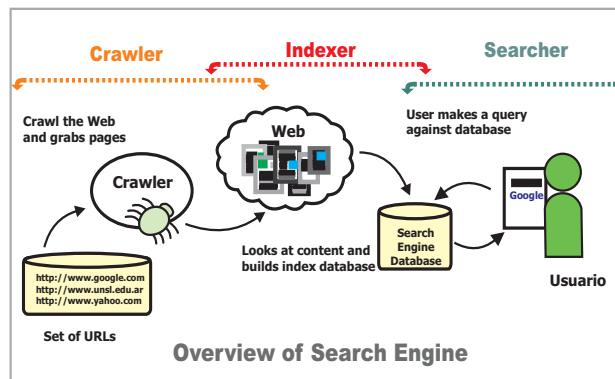 Crawler
Indexer
Searcher
Crawl the Web
and grabs pages
Web
User makes a query
against database
Crawler
Google
Looks at content and
builds index database
Search
Engine
Database
Usuario
http://www.google.com
http://www.unsl.edu.ar
http://www.yahoo.com
Set of URLs
Overview of Search Engine